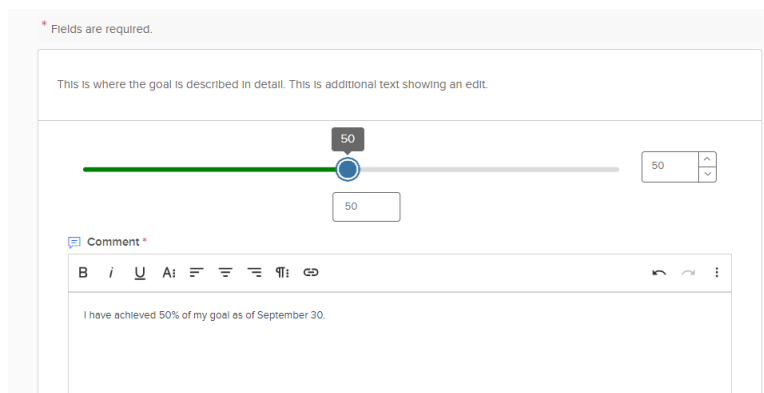 * Fields are required.
This is where the goal is described in detail. This is additional text showing an edit.
50
50
50
Comment *
B i U A
I have achieved 50% of my goal as of September 30.